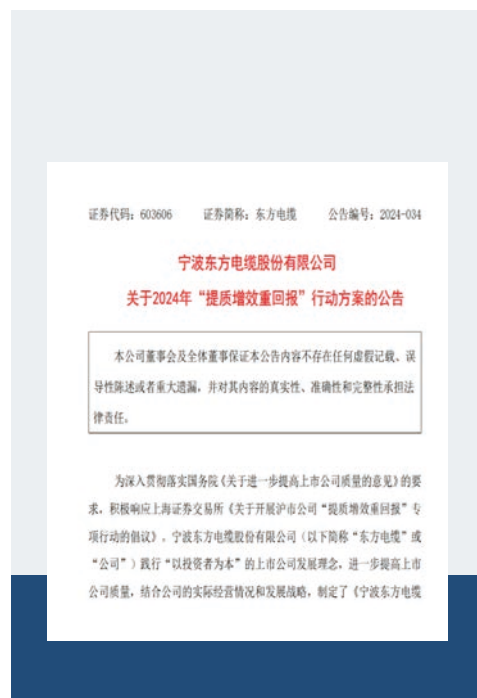 证券代码：603606 证券简称：东方电缆 公告编号：2024-034
宁波东方电缆股份有限公司
关于2024年“提质增效重回报”行动方案的公告
本公司董事会及全体董事保证本公告内容不存在任何虚假记载、误
导性陈述或者重大遗漏，并对其内容的真实性、准确性和完整性承担法
律责任。
为深入贯彻落实国务院《关于进一步提高上市公司质量的意见》的要
求，积极响应上海证券交易所《关于开展沪市公司“提质增效重回报”专
项行动的倡议》，宁波东方电缆股份有限公司（以下简称“东方电缆”或
“公司”）践行“以投资者为本”的上市公司发展理念，进一步提高上市
公司质量，结合公司的实际经营情况和发展战略，制定了《宁波东方电缆